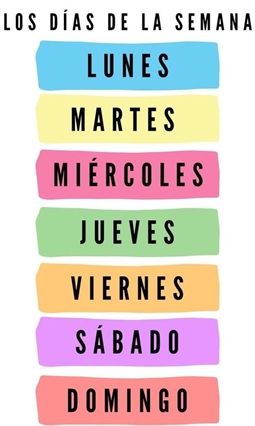 LOS DÍAS DE LA SEMANA
LUNES
MARTES
MIÉRCOLES
JUEVES
VIERNES
SÁBADO
DOMINGO